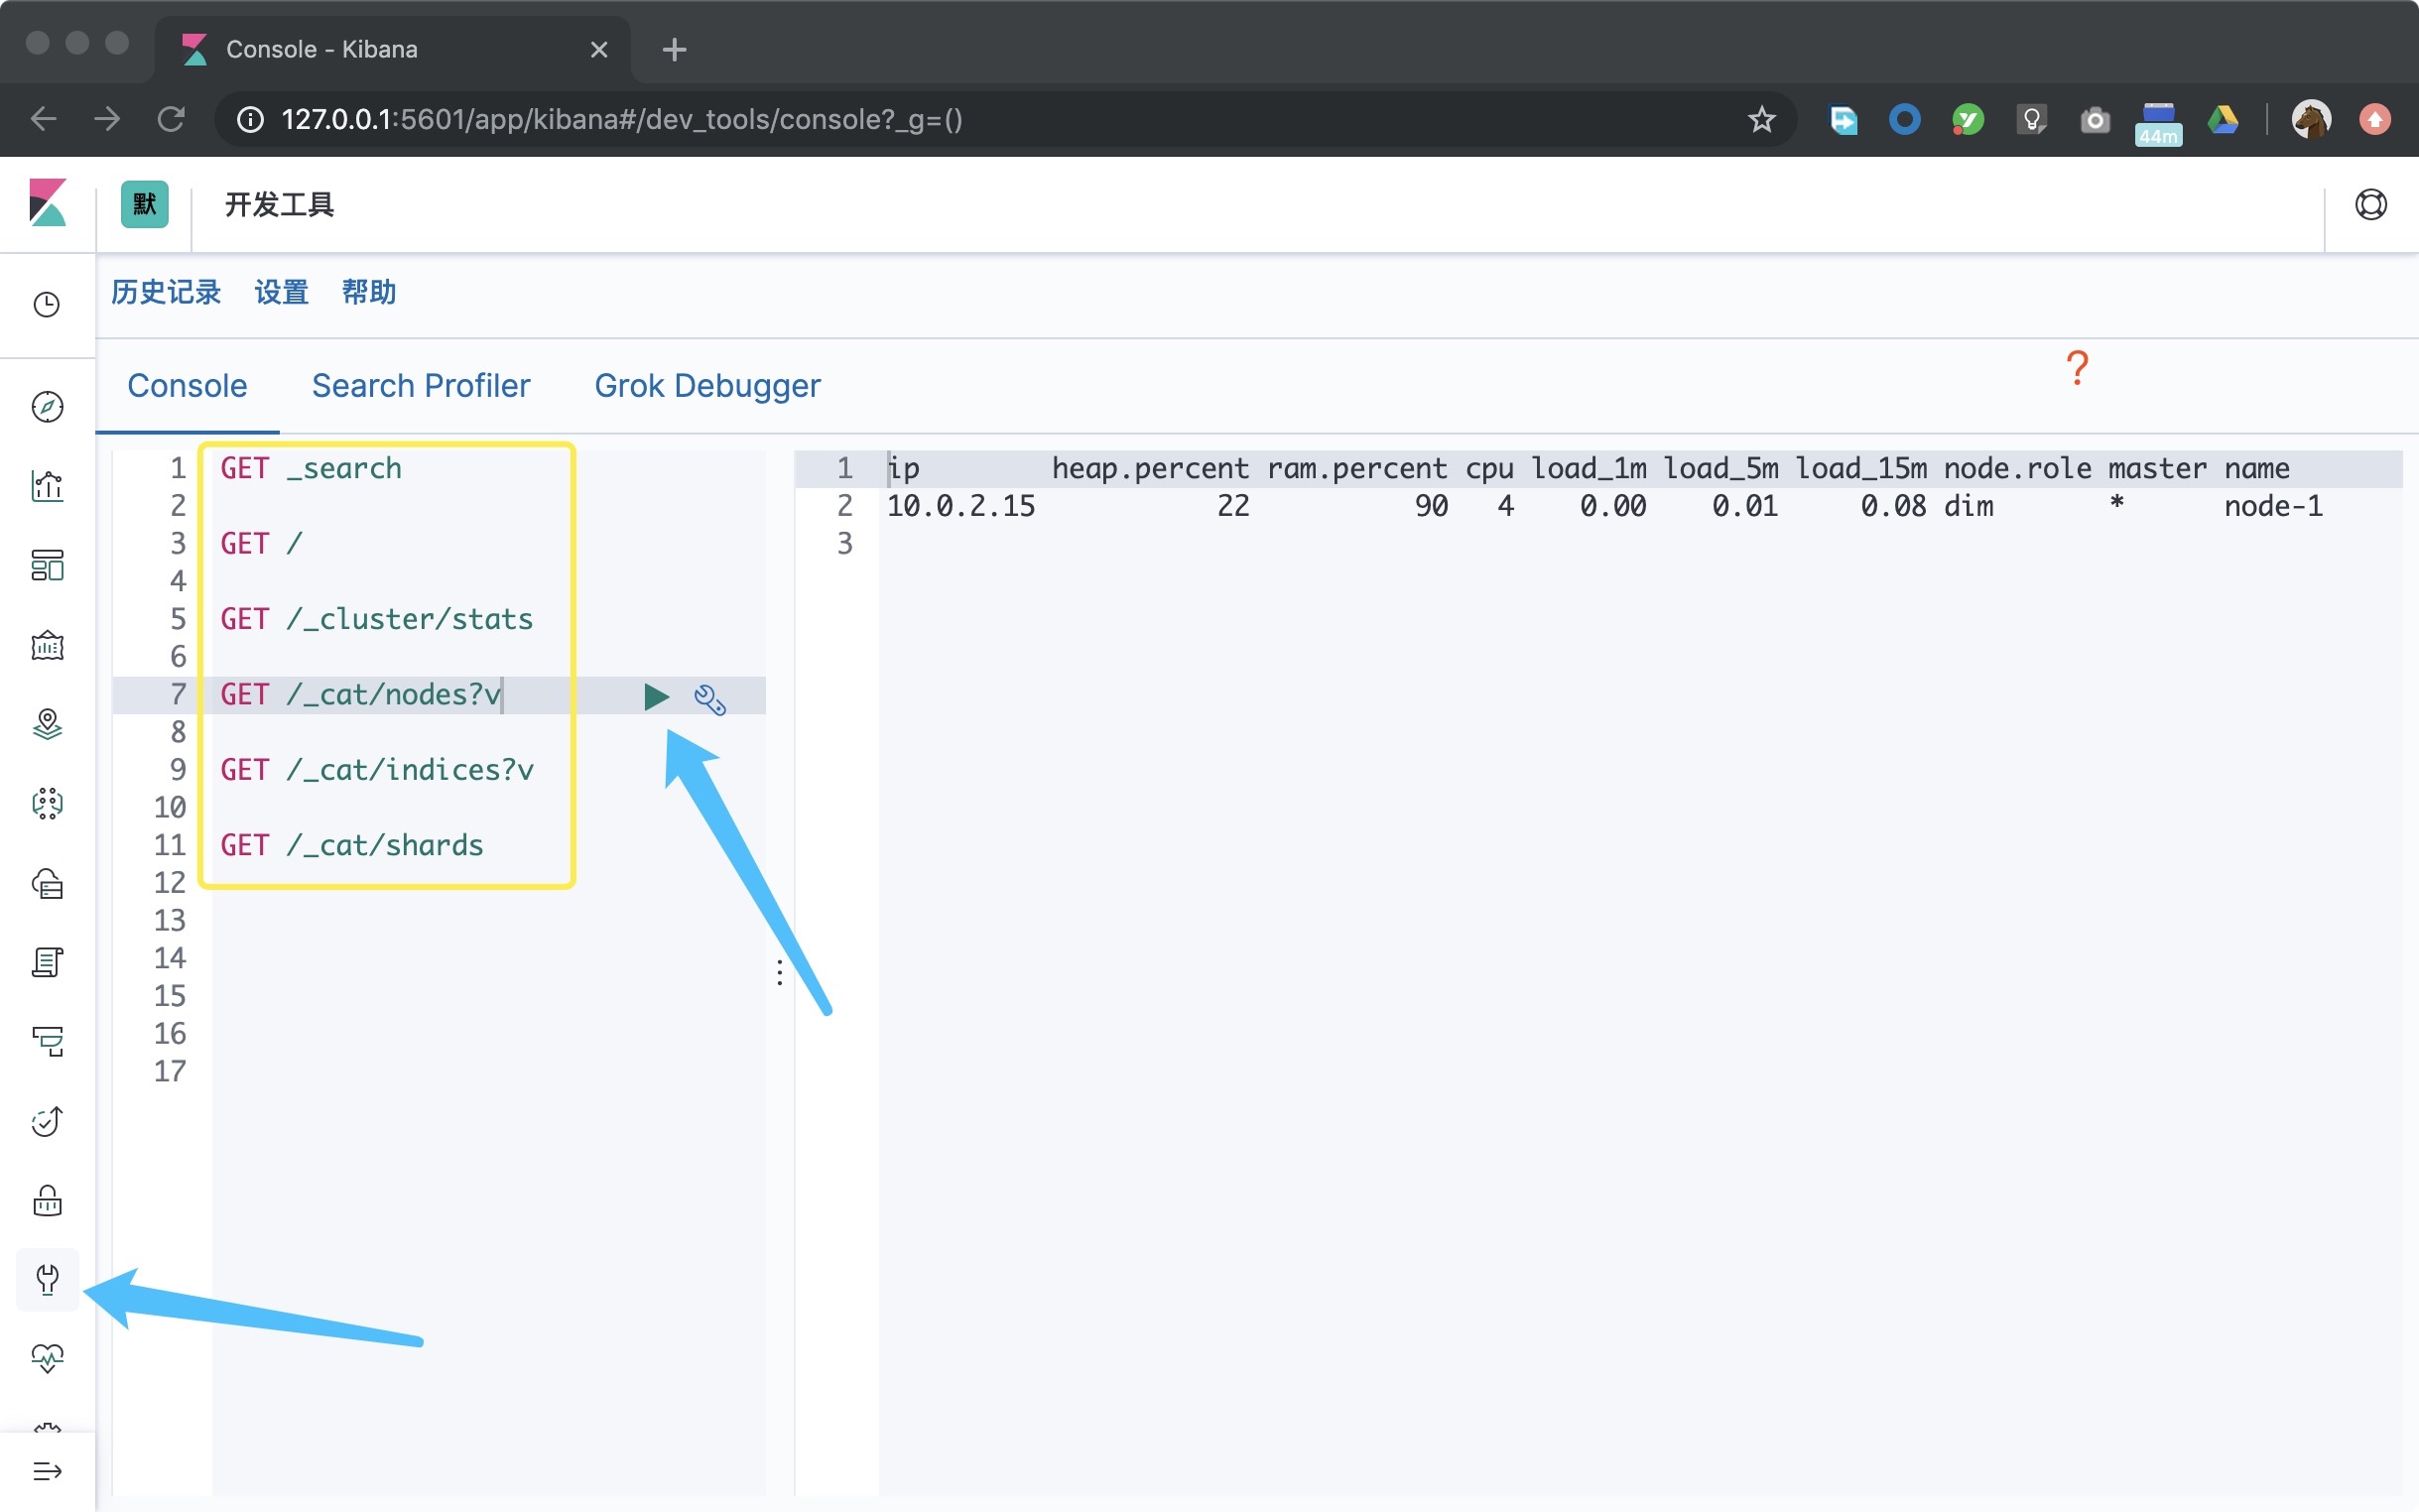 Console - Kibana
127.0.0.1:5601/app/kibana#/dev_tools/console?_g=()
44m
默
开发工具
历史记录 设置 帮助
Console Search Profiler Grok Debugger
?
1 GET _search
2
3 GET /
4
5 GET /_cluster/stats
6
7 GET /_cat/nodes?v
8
9 GET /_cat/indices?v
10
11 GET /_cat/shards
12
13
14
15
16
17
1 ip heap.percent ram.percent cpu load_1m load_5m load_15m node.role master name
2 10.0.2.15 22 90 4 0.00 0.01 0.08 dim * node-1
3